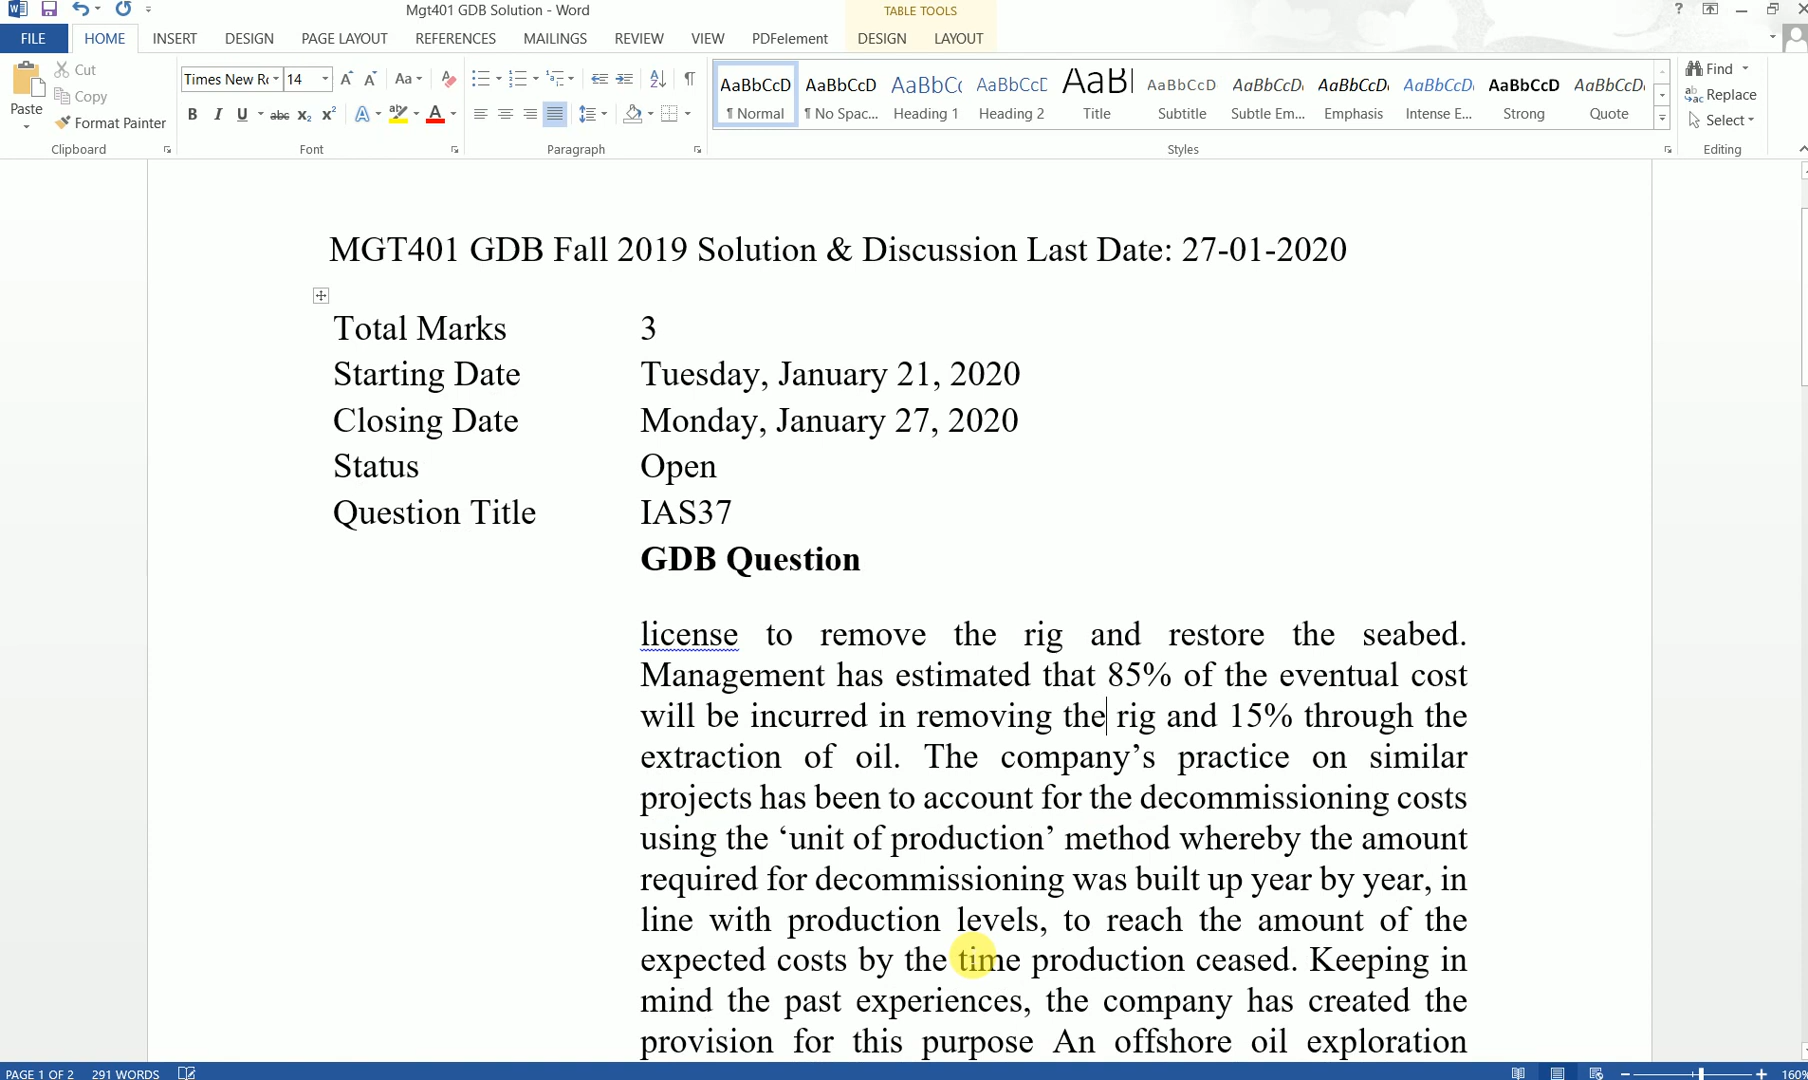 Mgt401 GDB Solution - Word
TABLE TOOLS
?
FILE HOME INSERT DESIGN PAGE LAYOUT REFERENCES MAILINGS REVIEW VIEW PDFelement DESIGN LAYOUT
Paste
Cut
Copy
Format Painter
Clipboard
Times New Ro 14
Aa
B I U abc X₂ X²
Font
Paragraph
AaBbCcD AaBbCcD AaBbCc AaBbCcD AaBl AaBbCcD AaBbCcD AaBbCcD AaBbCcD AaBbCcD AaBbCcD
¶ Normal ¶ No Spac... Heading 1 Heading 2 Title Subtitle Subtle Em... Emphasis Intense E... Strong Quote
Styles
Find
Replace
Select
Editing
MGT401 GDB Fall 2019 Solution & Discussion Last Date: 27-01-2020
Total Marks 3
Starting Date Tuesday, January 21, 2020
Closing Date Monday, January 27, 2020
Status Open
Question Title IAS37
GDB Question
license to remove the rig and restore the seabed.
Management has estimated that 85% of the eventual cost
will be incurred in removing the rig and 15% through the
extraction of oil. The company’s practice on similar
projects has been to account for the decommissioning costs
using the ‘unit of production’ method whereby the amount
required for decommissioning was built up year by year, in
line with production levels, to reach the amount of the
expected costs by the time production ceased. Keeping in
mind the past experiences, the company has created the
provision for this purpose An offshore oil exploration
PAGE 1 OF 2 291 WORDS
160%